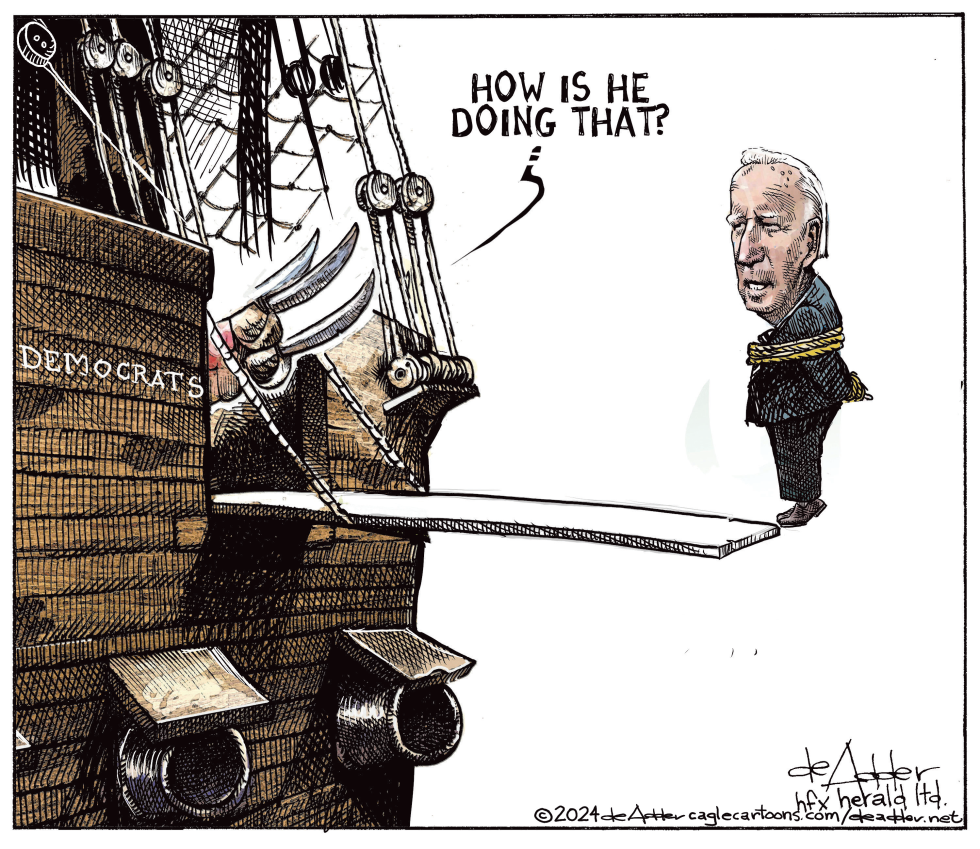 HOW IS HE
DOING THAT?
DEMOCRATS
deAdder
hfx herald ltd.
©2024 deAdder caglecartoons.com/deadder.net